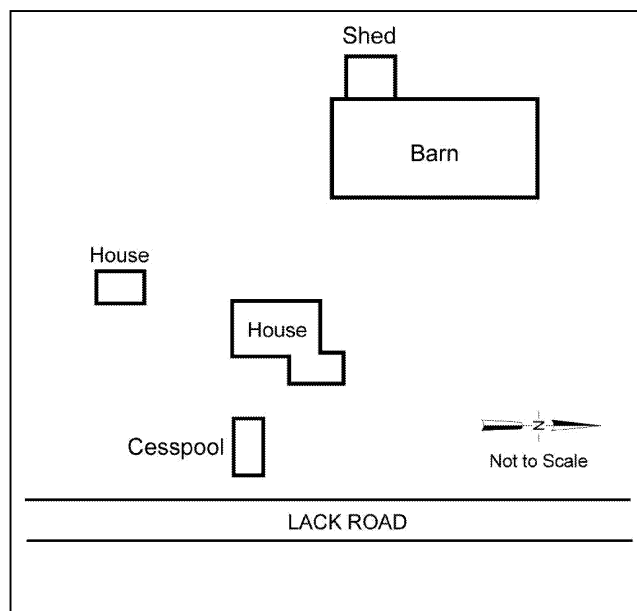 Shed
Barn
House
House
Cesspool
N
Not to Scale
LACK ROAD